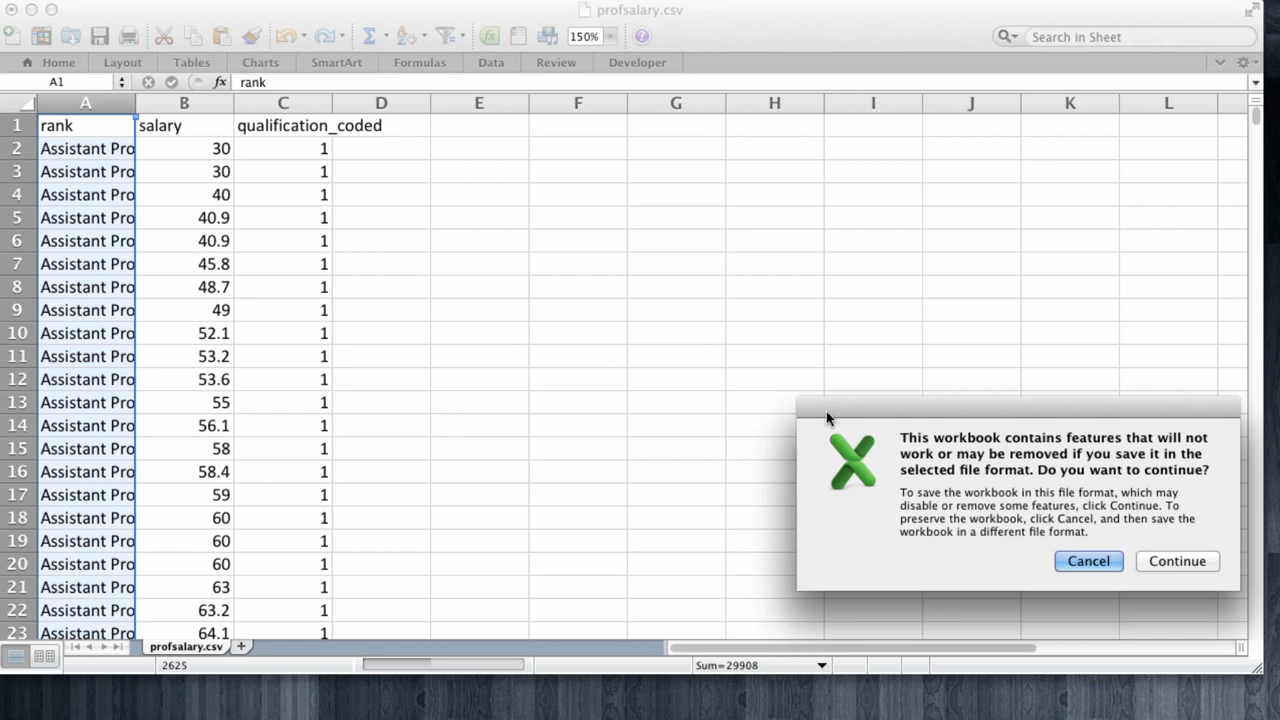 profsalary.csv
150%
Search in Sheet
Home Layout Tables Charts SmartArt Formulas Data Review Developer
A1 fx rank
A B C D E F G H I J K L
1 rank salary qualification_coded
2 Assistant Pro 30 1
3 Assistant Pro 30 1
4 Assistant Pro 40 1
5 Assistant Pro 40.9 1
6 Assistant Pro 40.9 1
7 Assistant Pro 45.8 1
8 Assistant Pro 48.7 1
9 Assistant Pro 49 1
10 Assistant Pro 52.1 1
11 Assistant Pro 53.2 1
12 Assistant Pro 53.6 1
13 Assistant Pro 55 1
14 Assistant Pro 56.1 1
15 Assistant Pro 58 1
16 Assistant Pro 58.4 1
17 Assistant Pro 59 1
18 Assistant Pro 60 1
19 Assistant Pro 60 1
20 Assistant Pro 60 1
21 Assistant Pro 63 1
22 Assistant Pro 63.2 1
23 Assistant Pro 64.1 1
This workbook contains features that will not
work or may be removed if you save it in the
selected file format. Do you want to continue?
To save the workbook in this file format, which may
disable or remove some features, click Continue. To
preserve the workbook, click Cancel, and then save the
workbook in a different file format.
Cancel Continue
profsalary.csv
2625 Sum=29908